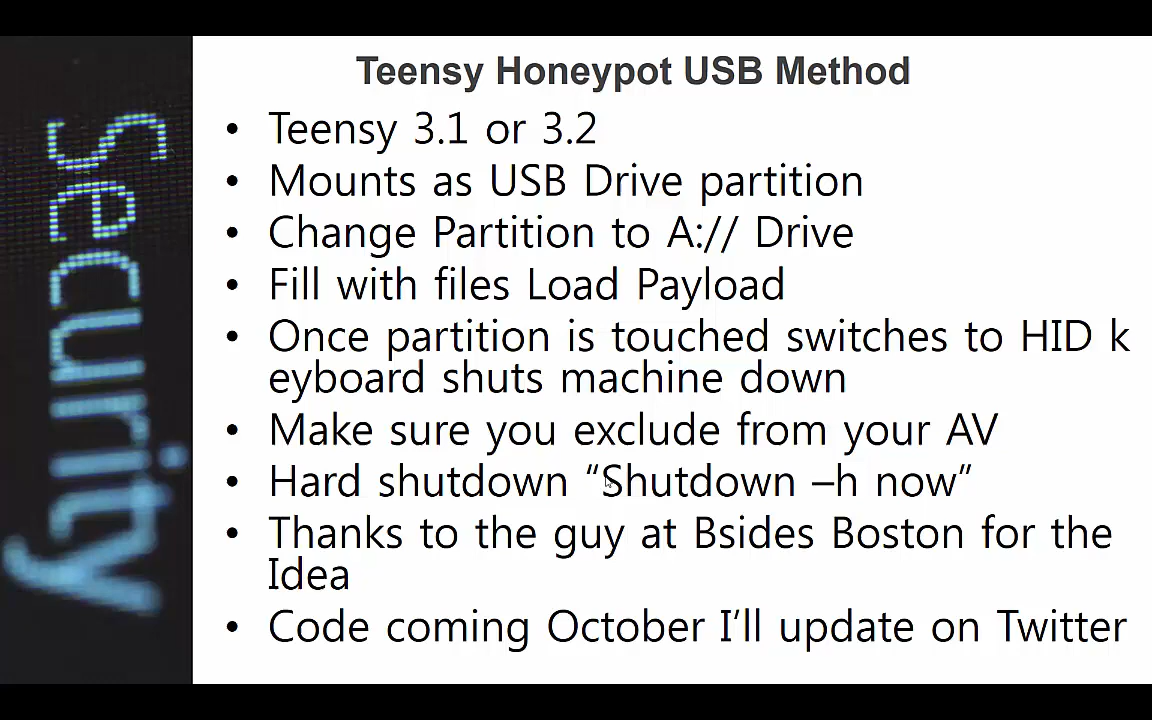 Security
Teensy Honeypot USB Method
• Teensy 3.1 or 3.2
• Mounts as USB Drive partition
• Change Partition to A:// Drive
• Fill with files Load Payload
• Once partition is touched switches to HID k
eyboard shuts machine down
• Make sure you exclude from your AV
• Hard shutdown “Shutdown –h now”
• Thanks to the guy at Bsides Boston for the
Idea
• Code coming October I’ll update on Twitter